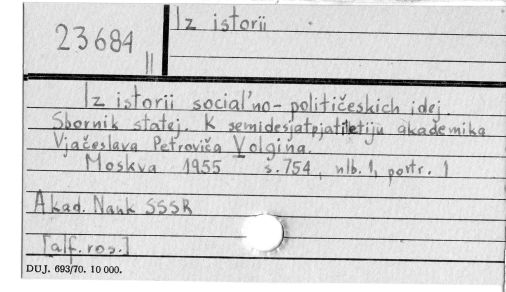 23684
II
Iz istorii
Iz istorii social'no-političeskich idej.
Sbornik statej. K semidesjatpjatiletiju akademika
Vjačeslava Petroviča Volgina.
Moskva 1955 s.754, nlb.1, portr. 1
Akad. Nauk SSSR
[alf. ros.]
DUJ. 693/70. 10 000.